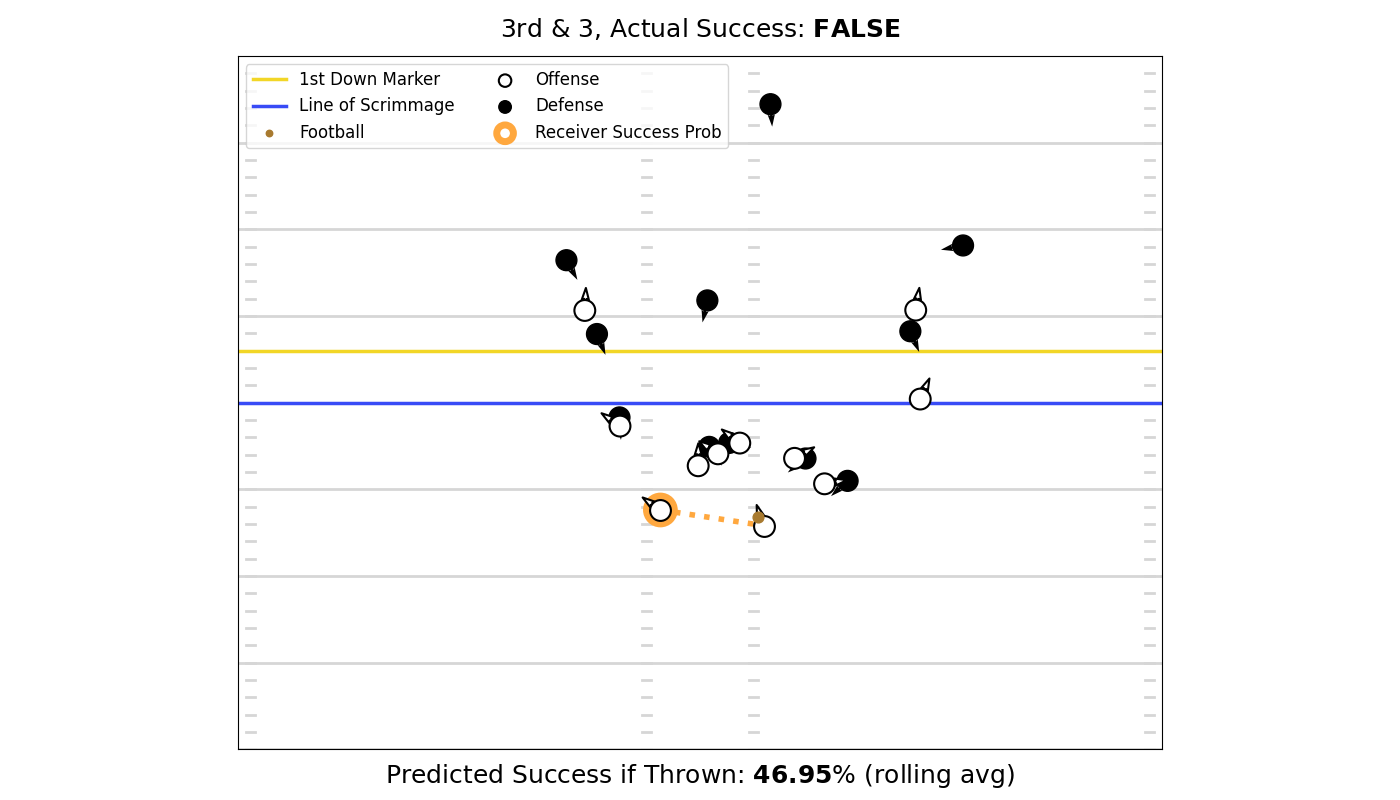 3rd & 3, Actual Success: FALSE
1st Down Marker
Line of Scrimmage
Football
Offense
Defense
Receiver Success Prob
Predicted Success if Thrown: 46.95% (rolling avg)